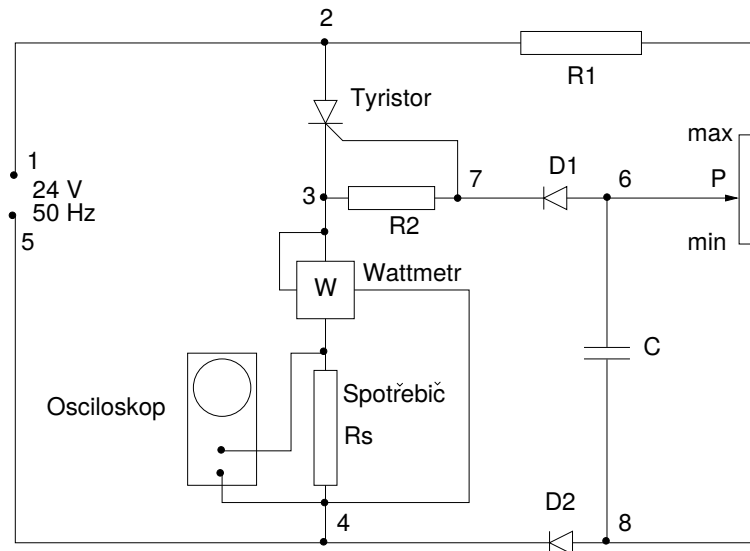 2
R1
Tyristor
max
1
D1
6
P
24 V
50 Hz
7
3
R2
5
min
W
Wattmetr
C
Spotřebič
Osciloskop
Rs
D2
4
8